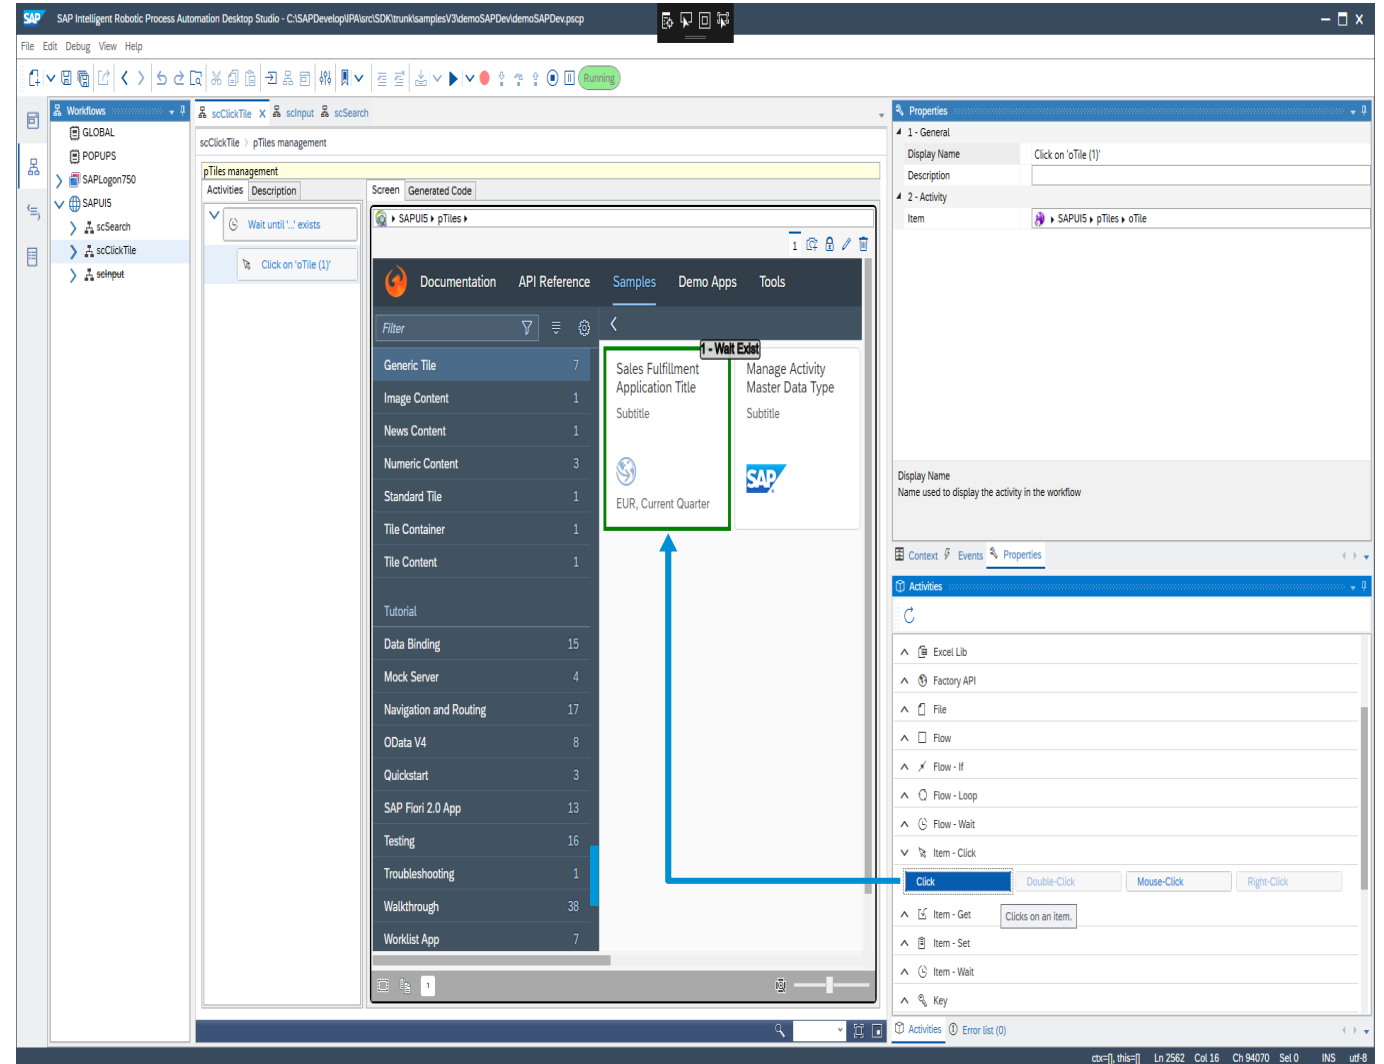 SAP SAP Intelligent Robotic Process Automation Desktop Studio - C:\SAPDevelop\IPA\src\SDK\trunk\samplesV3\demoSAPDev\demoSAPDev.pscp
File Edit Debug View Help
Running
Workflows
GLOBAL
POPUPS
SAPLogon750
SAPUI5
scSearch
scClickTile
scInput
scClickTile X scInput scSearch
scClickTile > pTiles management
pTiles management
Activities Description
Wait until '...' exists
Click on 'oTile (1)'
Screen Generated Code
SAPUI5 pTiles
1
Documentation API Reference Samples Demo Apps Tools
Filter
Generic Tile 7
Image Content 1
News Content 1
Numeric Content 3
Standard Tile 1
Tile Container 1
Tile Content 1
Tutorial
Data Binding 15
Mock Server 4
Navigation and Routing 17
OData V4 8
Quickstart 3
SAP Fiori 2.0 App 13
Testing 16
Troubleshooting 1
Walkthrough 38
Worklist App 7
1 - Wait Exist
Sales Fulfillment
Application Title
Subtitle
EUR, Current Quarter
Manage Activity
Master Data Type
Subtitle
SAP
1
Properties
1 - General
Display Name Click on 'oTile (1)'
Description
2 - Activity
Item SAPUI5 pTiles oTile
Display Name
Name used to display the activity in the workflow
Context Events Properties
Activities
Excel Lib
Factory API
File
Flow
Flow - If
Flow - Loop
Flow - Wait
Item - Click
Click Double-Click Mouse-Click Right-Click
Item - Get
Clicks on an item.
Item - Set
Item - Wait
Key
Activities Error list (0)
ctx=[], this=[] Ln 2562 Col 16 Ch 94070 Sel 0 INS utf-8